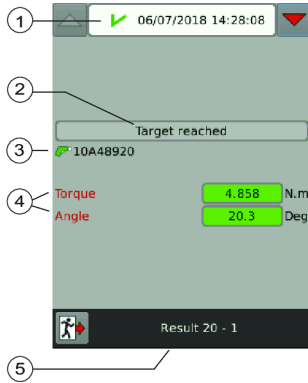 1
06/07/2018 14:28:08
2
Target reached
3
10A48920
4
Torque 4.858 N.m
Angle 20.3 Deg
Result 20 - 1
5